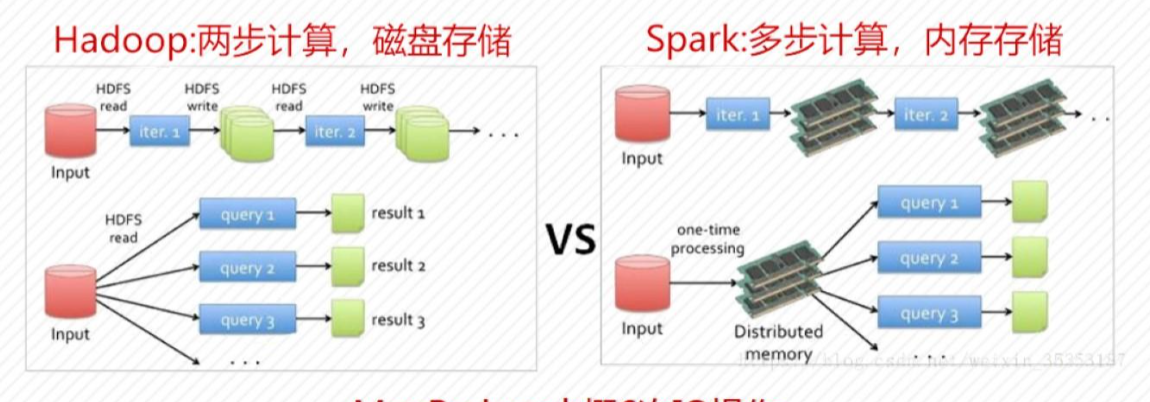 Hadoop:两步计算，磁盘存储
HDFS read
HDFS write
HDFS read
HDFS write
Input
iter. 1
iter. 2
. . .
HDFS read
Input
query 1
result 1
query 2
result 2
query 3
result 3
. . .
VS
Spark:多步计算，内存存储
Input
iter. 1
iter. 2
. .
Input
one-time
processing
Distributed
memory
query 1
query 2
query 3
. . .
https://blog.csdn.net/weixin_35353187